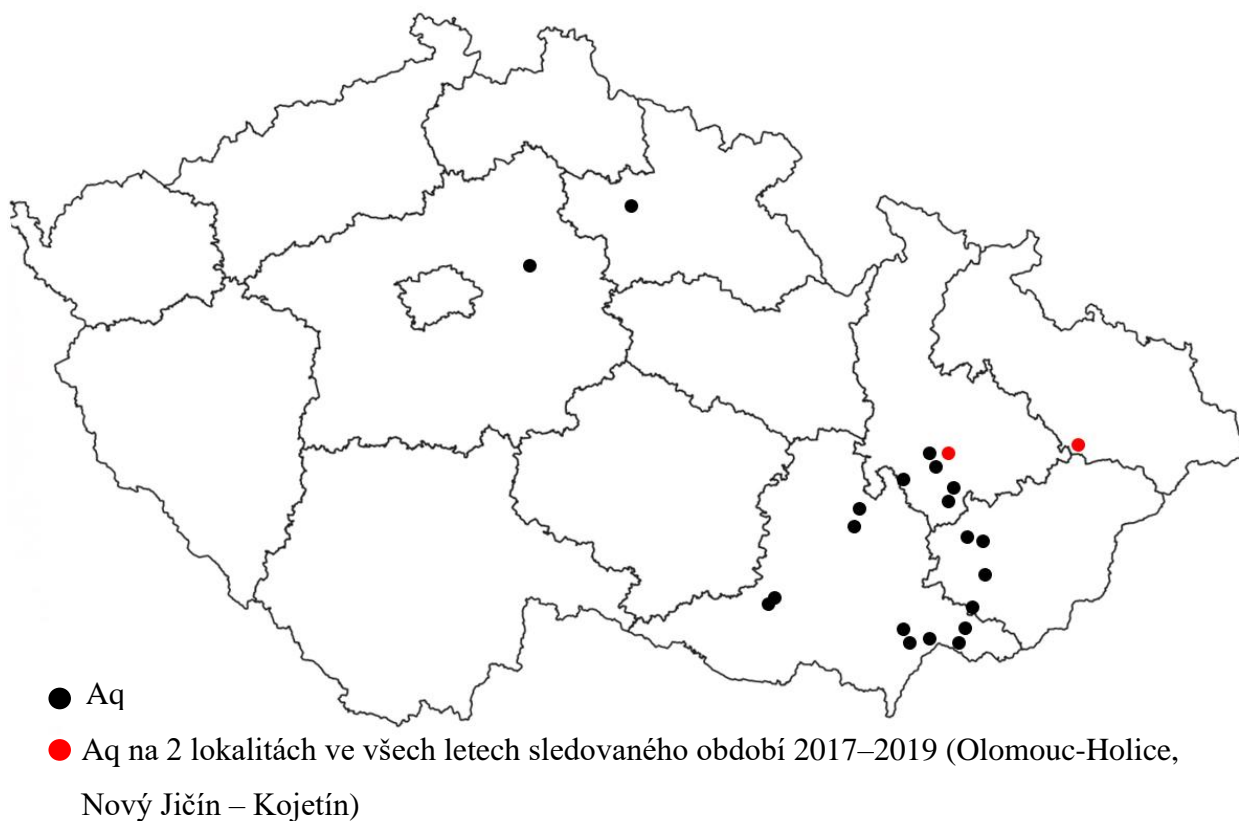 Aq
Aq na 2 lokalitách ve všech letech sledovaného období 2017–2019 (Olomouc-Holice,
Nový Jičín – Kojetín)